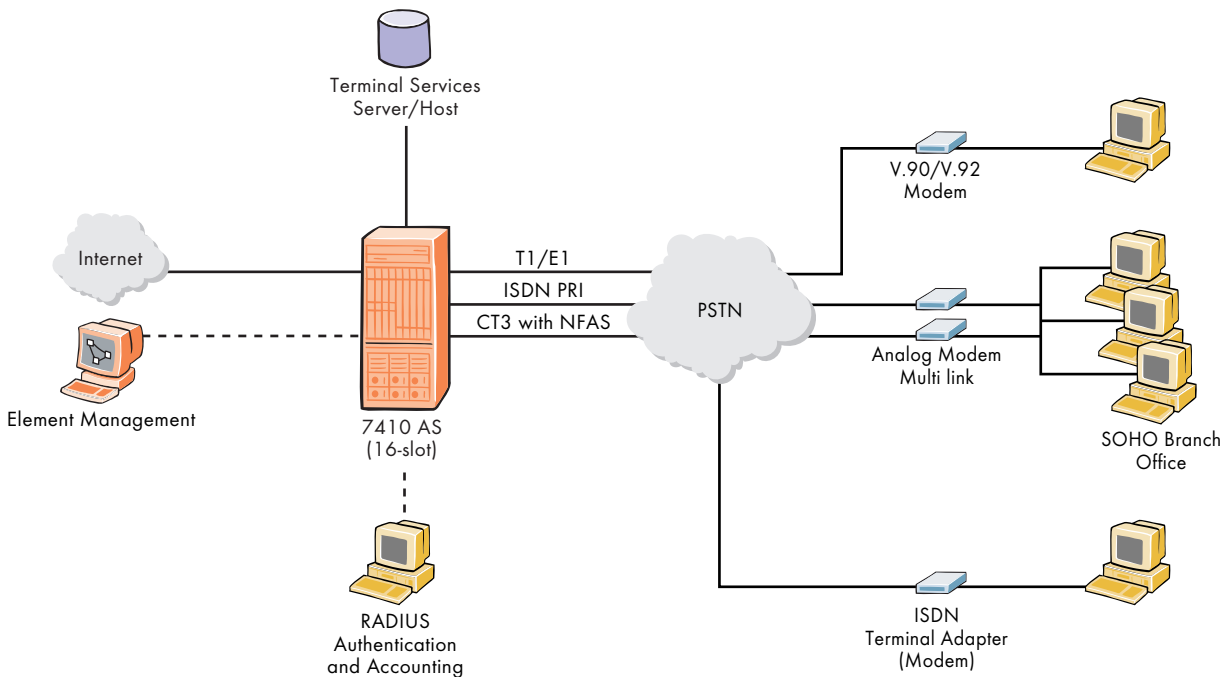 Terminal Services
Server/Host
V.90/V.92
Modem
Internet
T1/E1
ISDN PRI
CT3 with NFAS
PSTN
Analog Modem
Multi link
Element Management
7410 AS
(16-slot)
SOHO Branch
Office
RADIUS
Authentication
and Accounting
ISDN
Terminal Adapter
(Modem)